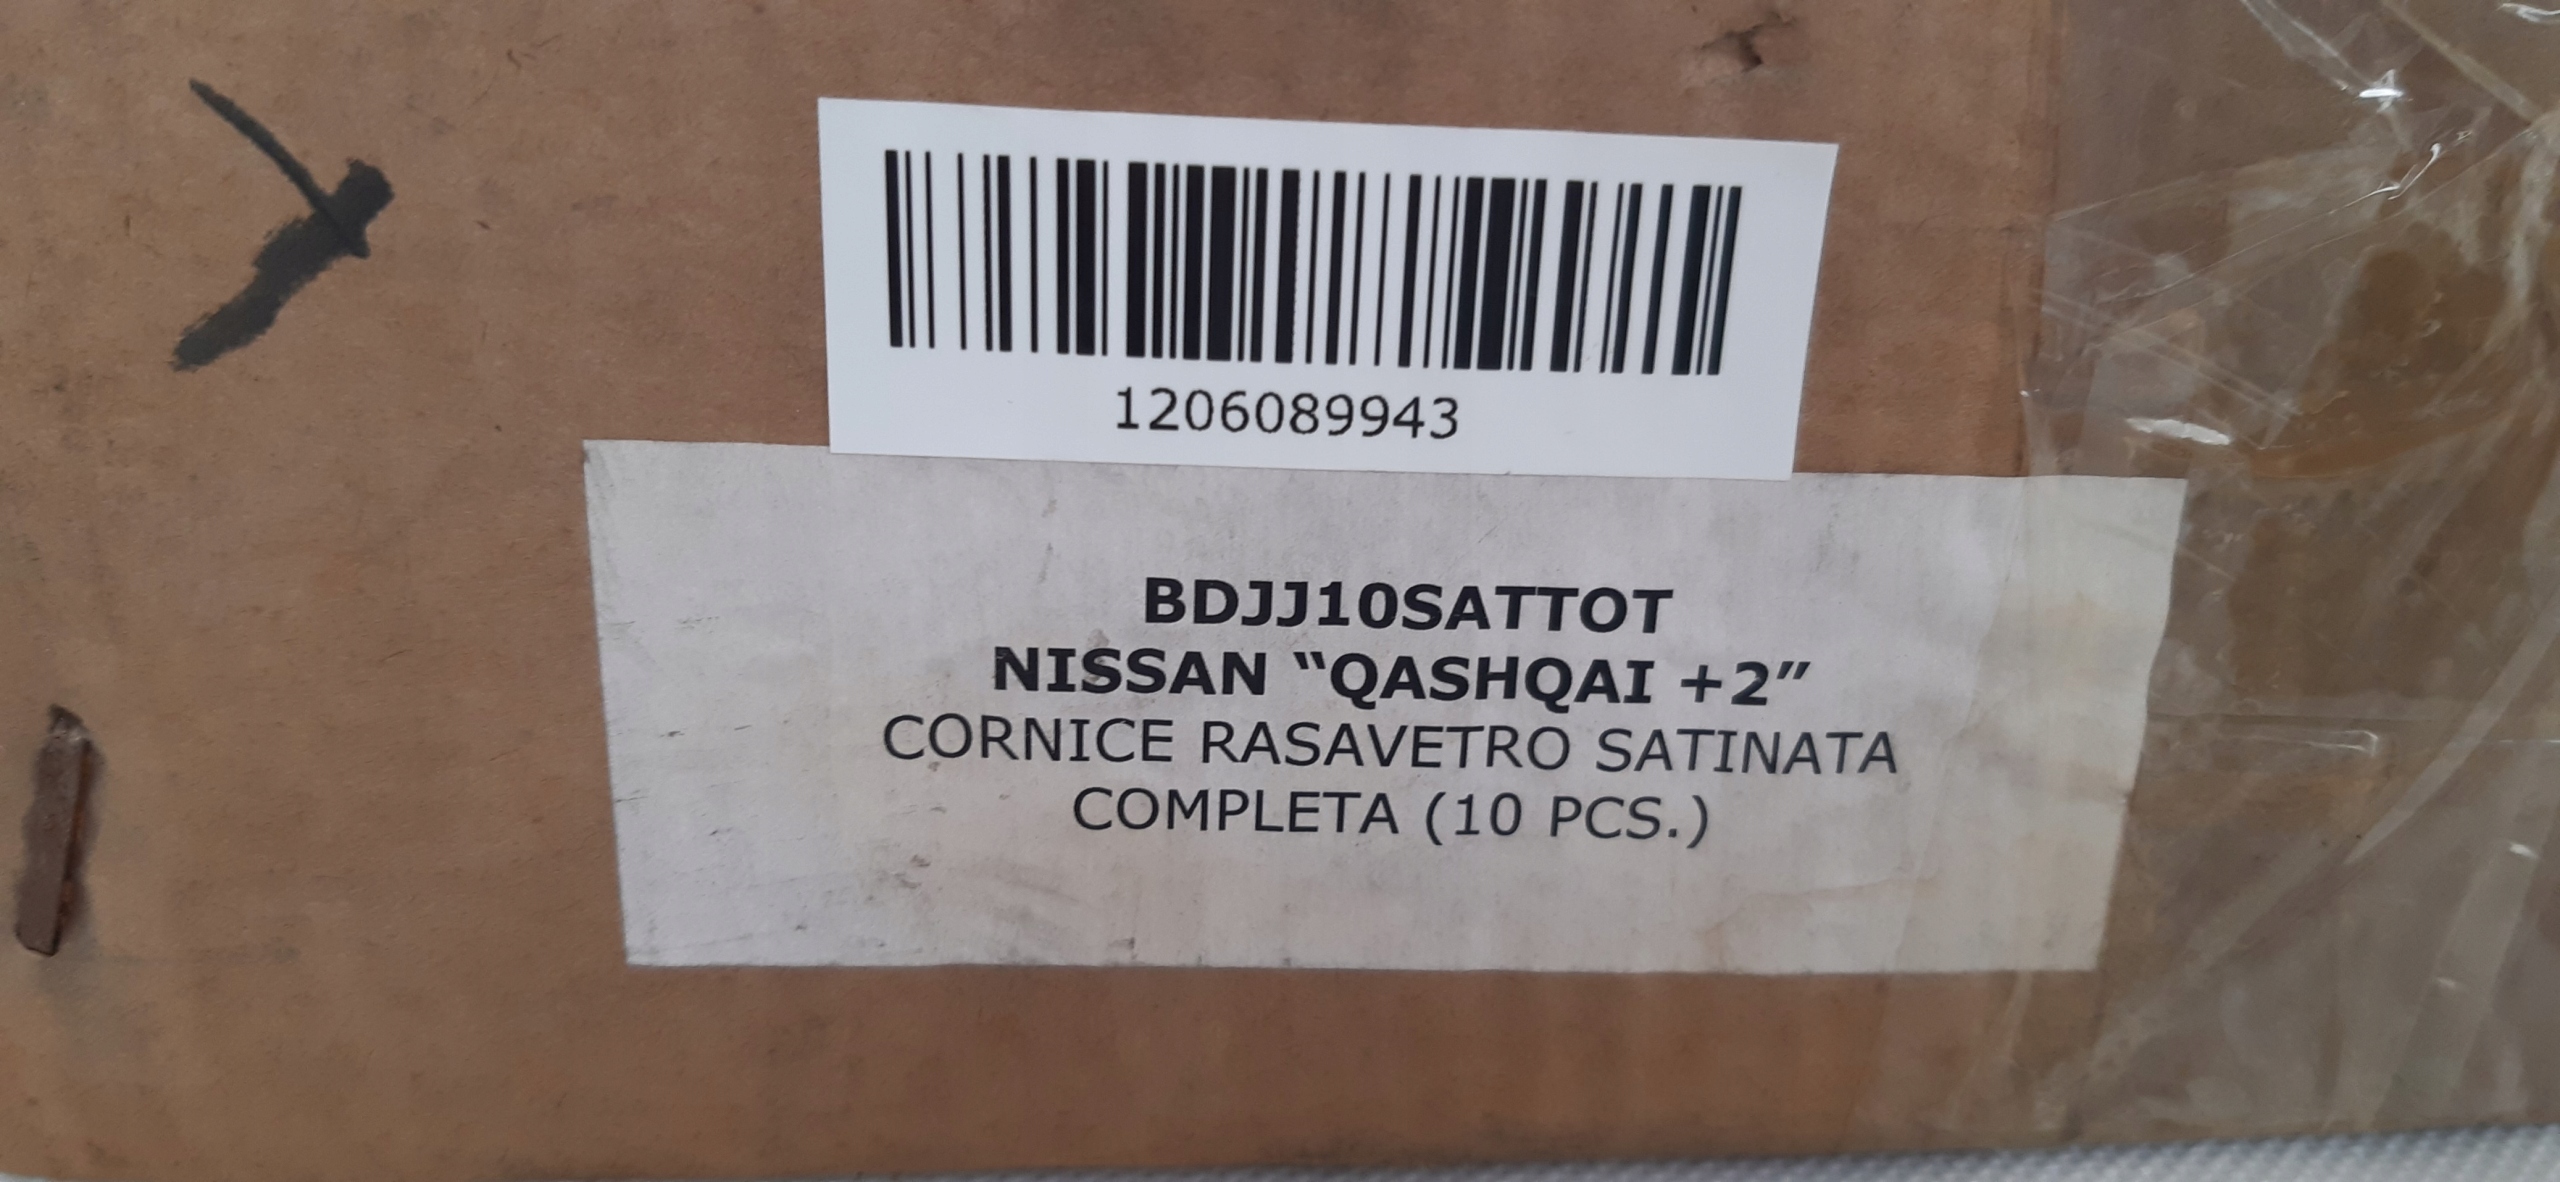 1206089943
BDJJ10SATTOT
NISSAN “QASHQAI +2”
CORNICE RASAVETRO SATINATA
COMPLETA (10 PCS.)